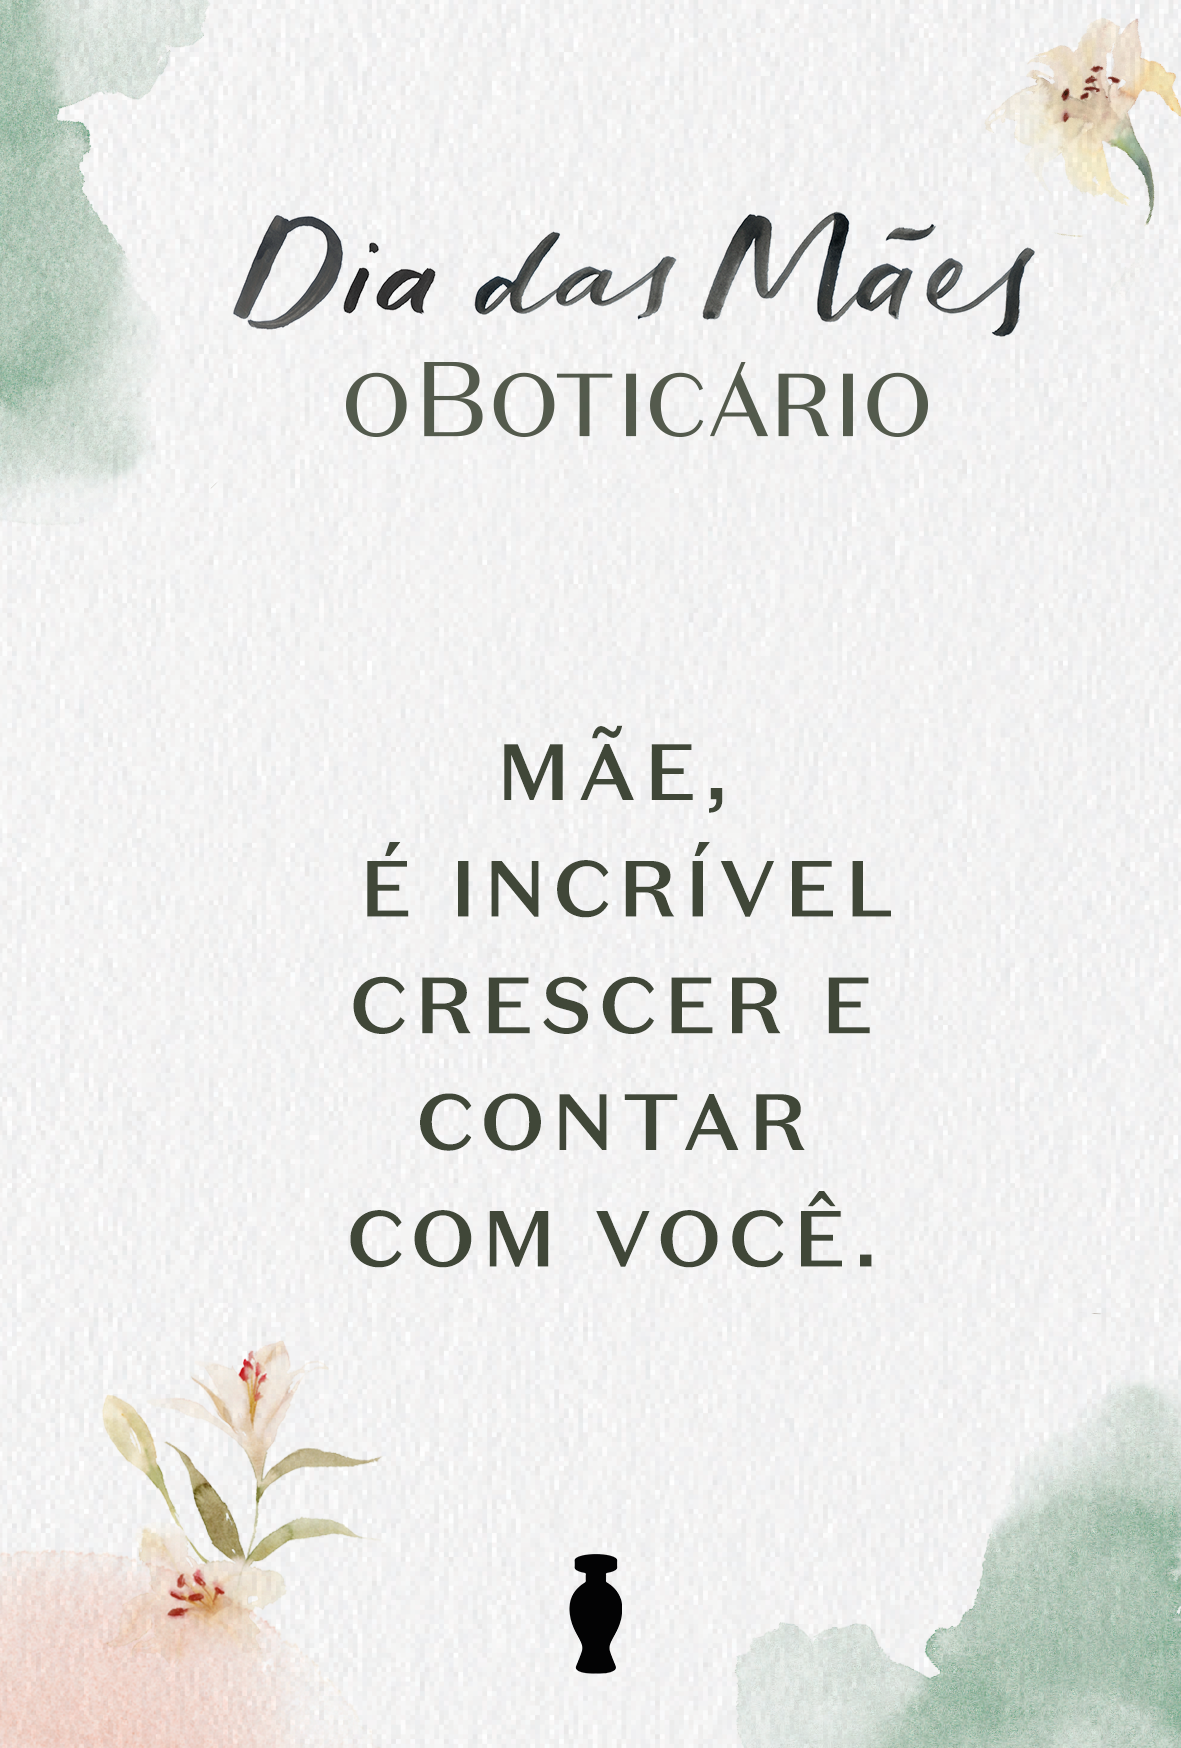 Dia das Mães
oBoticário
MÃE,
É INCRÍVEL
CRESCER E
CONTAR
COM VOCÊ.